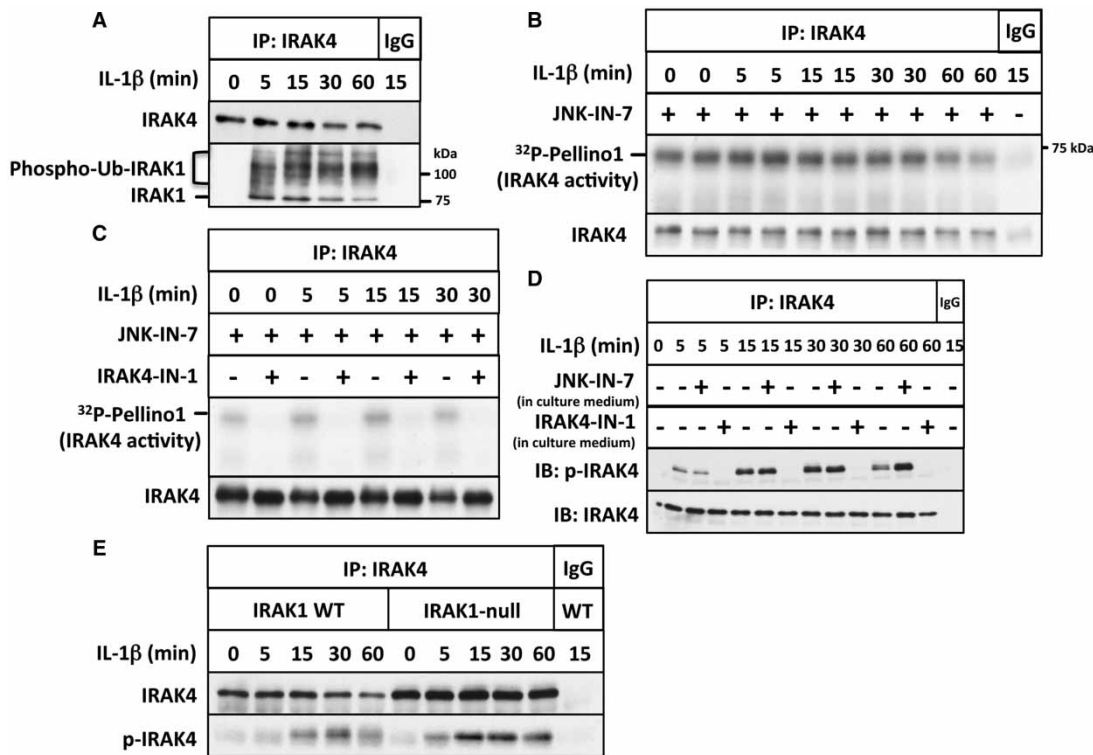 A
IP: IRAK4 IgG
IL-1β (min) 0 5 15 30 60 15
IRAK4
kDa
Phospho-Ub-IRAK1 100
IRAK1 75
B
IP: IRAK4 IgG
IL-1β (min) 0 0 5 5 15 15 30 30 60 60 15
JNK-IN-7 + + + + + + + + + + -
32P-Pellino1 75 kDa
(IRAK4 activity)
IRAK4
C
IP: IRAK4
IL-1β (min) 0 0 5 5 15 15 30 30
JNK-IN-7 + + + + + + + +
IRAK4-IN-1 - + - + - + - +
32P-Pellino1
(IRAK4 activity)
IRAK4
D
IP: IRAK4 IgG
IL-1β (min) 0 5 5 5 15 15 15 30 30 30 60 60 60 15
JNK-IN-7 - - + - - + - - + - - + - -
(in culture medium)
IRAK4-IN-1 - - - + - - + - - + - - + -
(in culture medium)
IB: p-IRAK4
IB: IRAK4
E
IP: IRAK4 IgG
IRAK1 WT IRAK1-null WT
IL-1β (min) 0 5 15 30 60 0 5 15 30 60 15
IRAK4
p-IRAK4